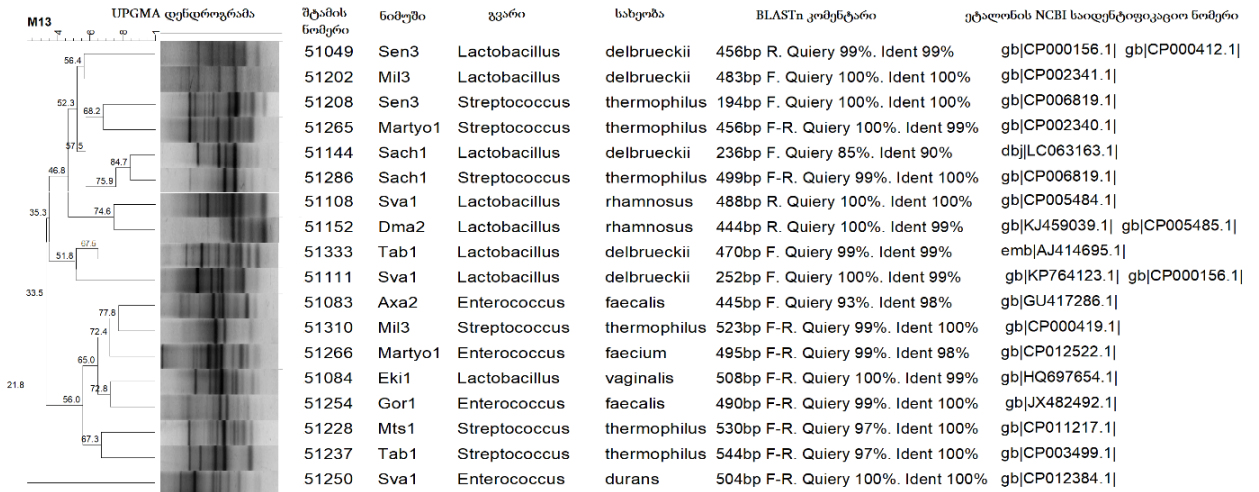 M13 UPGMA დენდროგრამა შტამის ნომერი ნიმუში გვარი სახეობა BLASTn კომენტარი ეტალონის NCBI საიდენტიფიკაციო ნომერი
4 6 8 1
51049 Sen3 Lactobacillus delbrueckii 456bp R. Quiery 99%. Ident 99% gb|CP000156.1| gb|CP000412.1|
56.4
51202 Mil3 Lactobacillus delbrueckii 483bp F. Quiery 100%. Ident 100% gb|CP002341.1|
52.3
51208 Sen3 Streptococcus thermophilus 194bp F. Quiery 100%. Ident 100% gb|CP006819.1|
68.2
51265 Martyo1 Streptococcus thermophilus 456bp F-R. Quiery 100%. Ident 99% gb|CP002340.1|
57.5
51144 Sach1 Lactobacillus delbrueckii 236bp F. Quiery 85%. Ident 90% dbj|LC063163.1|
84.7
46.8
51286 Sach1 Streptococcus thermophilus 499bp F-R. Quiery 99%. Ident 100% gb|CP006819.1|
75.9
51108 Sva1 Lactobacillus rhamnosus 488bp R. Quiery 100%. Ident 100% gb|CP005484.1|
35.3 74.6
51152 Dma2 Lactobacillus rhamnosus 444bp R. Quiery 100%. Ident 99% gb|KJ459039.1| gb|CP005485.1|
67.6
51333 Tab1 Lactobacillus delbrueckii 470bp F. Quiery 99%. Ident 99% emb|AJ414695.1|
51.8
51111 Sva1 Lactobacillus delbrueckii 252bp F. Quiery 100%. Ident 99% gb|KP764123.1| gb|CP000156.1|
33.5
51083 Axa2 Enterococcus faecalis 445bp F. Quiery 93%. Ident 98% gb|GU417286.1|
77.8
51310 Mil3 Streptococcus thermophilus 523bp F-R. Quiery 99%. Ident 100% gb|CP000419.1|
72.4
51266 Martyo1 Enterococcus faecium 495bp F-R. Quiery 99%. Ident 98% gb|CP012522.1|
65.0
51084 Eki1 Lactobacillus vaginalis 508bp F-R. Quiery 100%. Ident 99% gb|HQ697654.1|
21.8 72.8
51254 Gor1 Enterococcus faecalis 490bp F-R. Quiery 99%. Ident 100% gb|JX482492.1|
56.0
51228 Mts1 Streptococcus thermophilus 530bp F-R. Quiery 97%. Ident 100% gb|CP011217.1|
67.3
51237 Tab1 Streptococcus thermophilus 544bp F-R. Quiery 97%. Ident 100% gb|CP003499.1|
51250 Sva1 Enterococcus durans 504bp F-R. Quiery 100%. Ident 100% gb|CP012384.1|